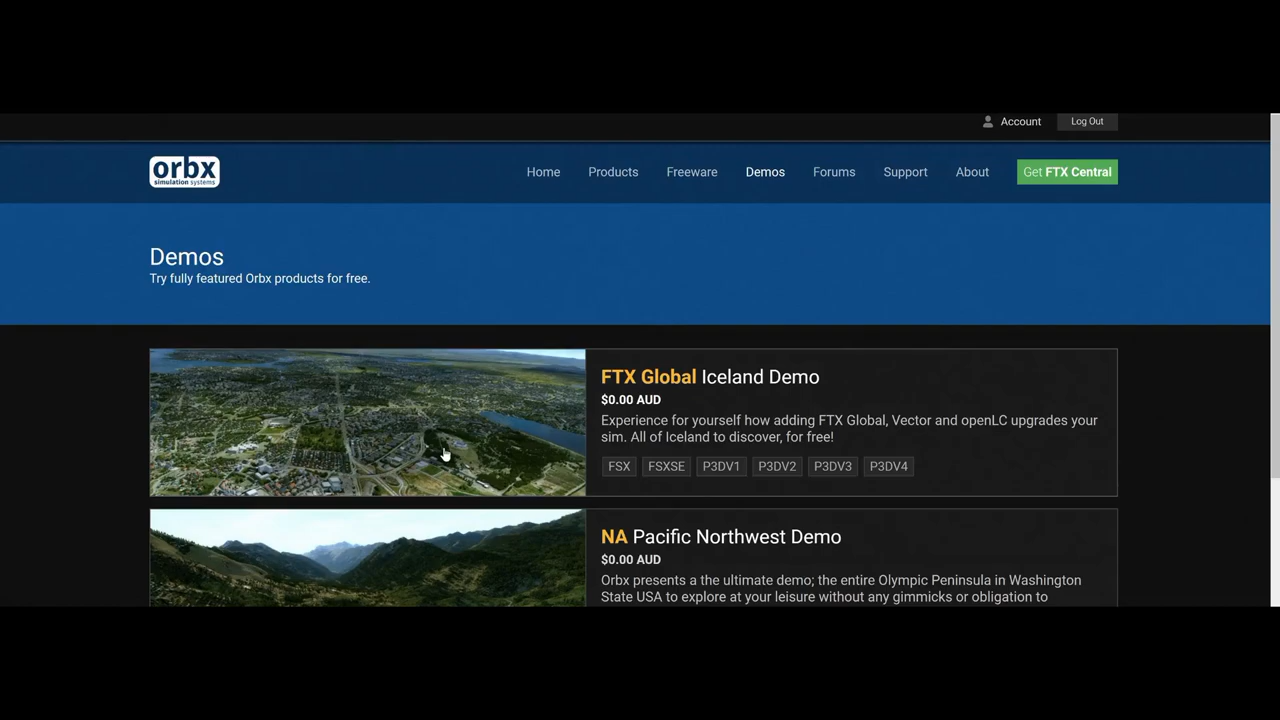 Account
Log Out
orbx
simulation systems
Home
Products
Freeware
Demos
Forums
Support
About
Get FTX Central
Demos
Try fully featured Orbx products for free.
FTX Global Iceland Demo
$0.00 AUD
Experience for yourself how adding FTX Global, Vector and openLC upgrades your
sim. All of Iceland to discover, for free!
FSX
FSXSE
P3DV1
P3DV2
P3DV3
P3DV4
NA Pacific Northwest Demo
$0.00 AUD
Orbx presents a the ultimate demo; the entire Olympic Peninsula in Washington
State USA to explore at your leisure without any gimmicks or obligation to